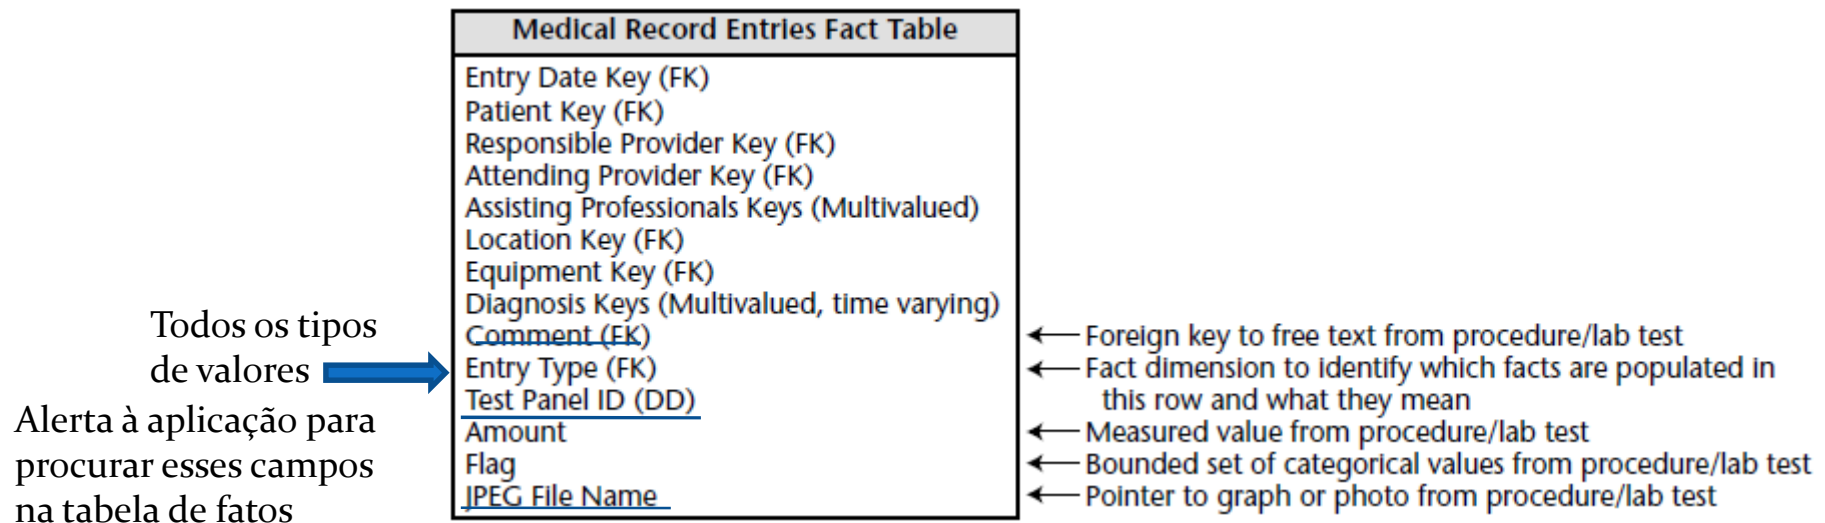 Medical Record Entries Fact Table
Entry Date Key (FK)
Patient Key (FK)
Responsible Provider Key (FK)
Attending Provider Key (FK)
Assisting Professionals Keys (Multivalued)
Location Key (FK)
Equipment Key (FK)
Diagnosis Keys (Multivalued, time varying)
Comment (FK)
Entry Type (FK)
Test Panel ID (DD)
Amount
Flag
JPEG File Name
Todos os tipos
de valores
Alerta à aplicação para
procurar esses campos
na tabela de fatos
Foreign key to free text from procedure/lab test
Fact dimension to identify which facts are populated in
this row and what they mean
Measured value from procedure/lab test
Bounded set of categorical values from procedure/lab test
Pointer to graph or photo from procedure/lab test